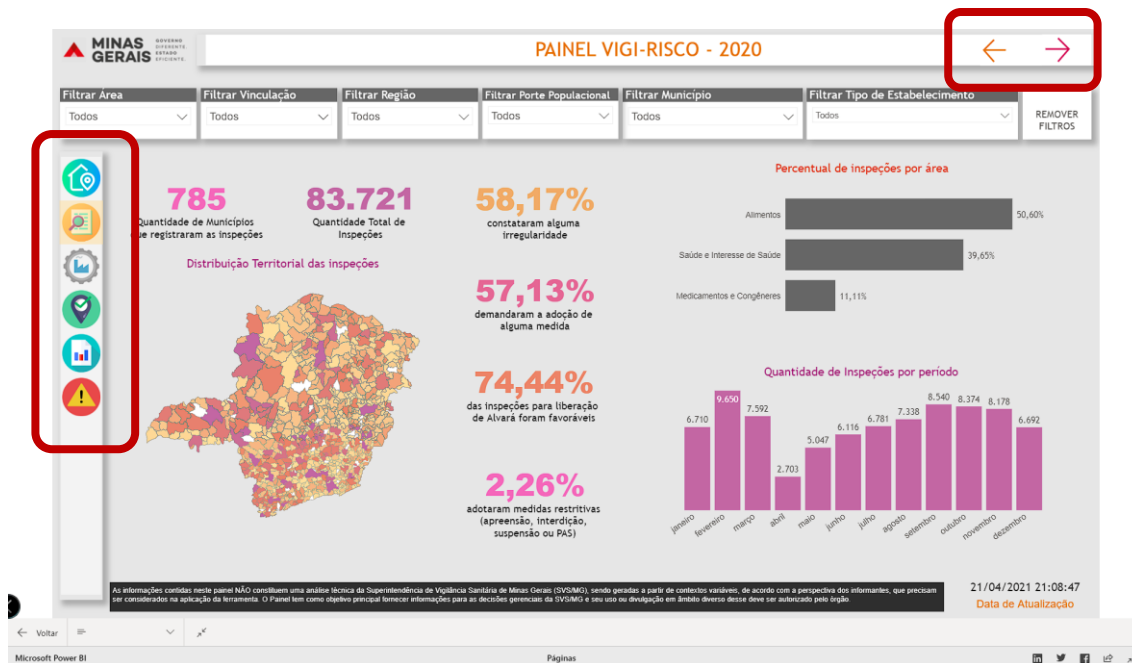 MINAS GERAIS
GOVERNO
DIFERENTE.
ESTADO
EFICIENTE.
PAINEL VIGI-RISCO - 2020
Filtrar Área
Todos
Filtrar Vinculação
Todos
Filtrar Região
Todos
Filtrar Porte Populacional
Todos
Filtrar Município
Todos
Filtrar Tipo de Estabelecimento
Todos
REMOVER
FILTROS
785
Quantidade de Municípios
que registraram as inspeções
83.721
Quantidade Total de
Inspeções
Distribuição Territorial das inspeções
58,17%
constataram alguma
irregularidade
57,13%
demandaram a adoção de
alguma medida
74,44%
das inspeções para liberação
de Alvará foram favoráveis
2,26%
adotaram medidas restritivas
(apreensão, interdição,
suspensão ou PAS)
Percentual de inspeções por área
Alimentos 50,60%
Saúde e Interesse de Saúde 39,65%
Medicamentos e Congêneres 11,11%
Quantidade de Inspeções por período
6.710 9.650 7.592 2.703 5.047 6.116 6.781 7.338 8.540 8.374 8.178 6.692
janeiro fevereiro março abril maio junho julho agosto setembro outubro novembro dezembro
As informações contidas neste painel NÃO constituem uma análise técnica da Superintendência de Vigilância Sanitária de Minas Gerais (SVS/MG), sendo geradas a partir de contextos variáveis, de acordo com a perspectiva dos informantes, que precisam
ser considerados na aplicação da ferramenta. O Painel tem como objetivo principal fornecer informações para as decisões gerenciais da SVS/MG e seu uso ou divulgação em âmbito diverso desse deve ser autorizado pelo órgão.
21/04/2021 21:08:47
Data de Atualização
Voltar
Microsoft Power BI
Páginas